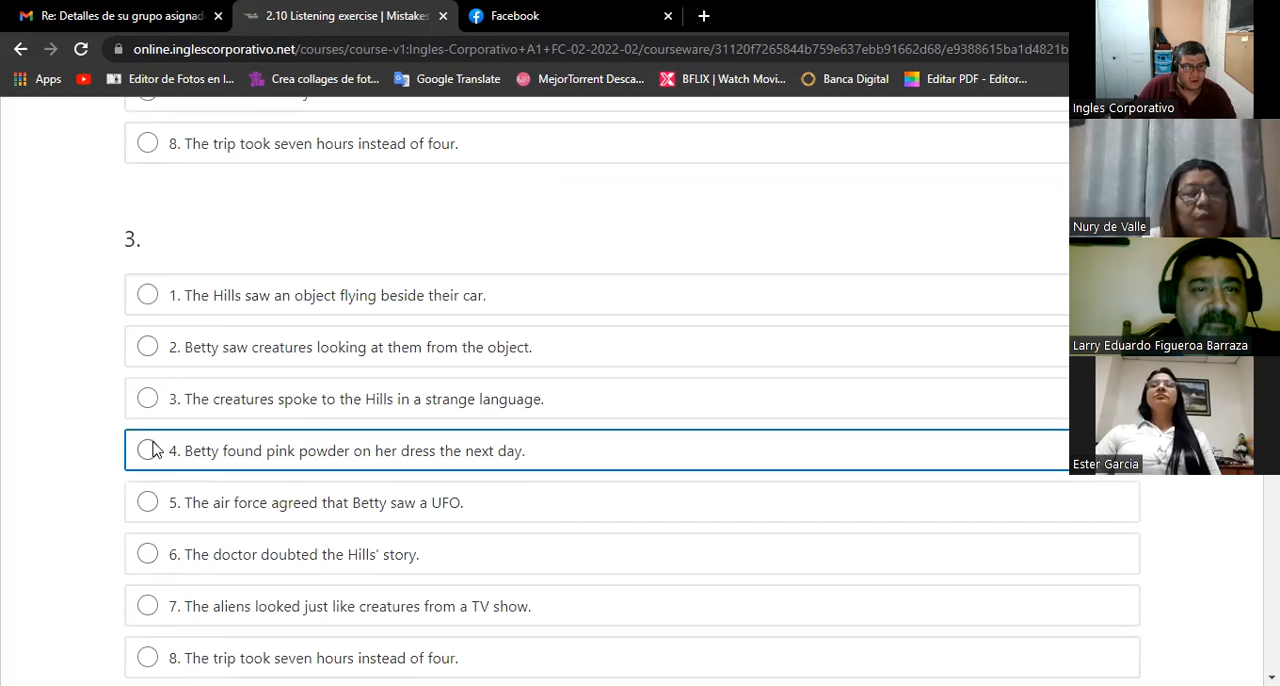 Re: Detalles de su grupo asignad
2.10 Listening exercise | Mistakes
Facebook
online.inglescorporativo.net/courses/course-v1:Ingles-Corporativo+A1+FC-02-2022-02/courseware/31120f7265844b759e637ebb91662d68/e9388615ba1d4821b
Apps
Editor de Fotos en l...
Crea collages de fot...
Google Translate
MejorTorrent Desca...
BFLIX | Watch Movi...
Banca Digital
Editar PDF - Editor...
8. The trip took seven hours instead of four.
3.
1. The Hills saw an object flying beside their car.
2. Betty saw creatures looking at them from the object.
3. The creatures spoke to the Hills in a strange language.
4. Betty found pink powder on her dress the next day.
5. The air force agreed that Betty saw a UFO.
6. The doctor doubted the Hills' story.
7. The aliens looked just like creatures from a TV show.
8. The trip took seven hours instead of four.
Ingles Corporativo
Nury de Valle
Larry Eduardo Figueroa Barraza
Ester Garcia